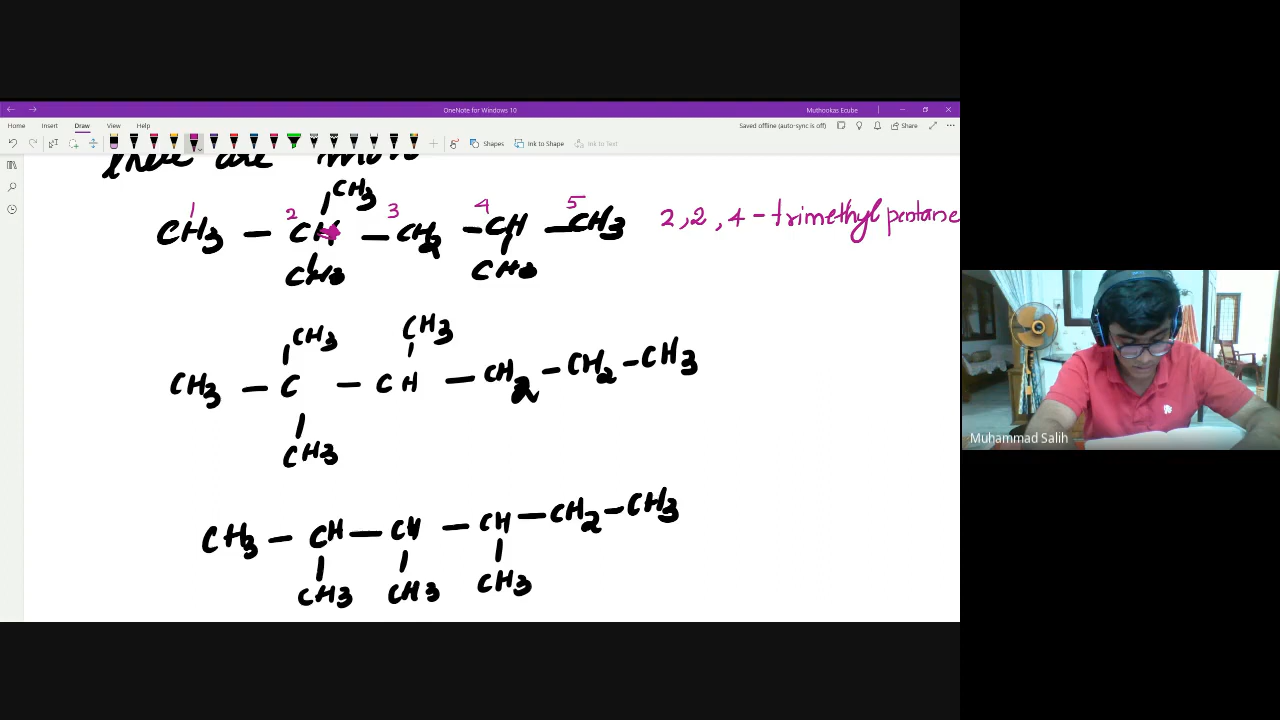 OneNote for Windows 10
Muthookas Ecube
Home Insert Draw View Help
Saved offline (auto-sync is off)
Share
Shapes
Ink to Shape
Ink to Text
CH3
1 2 3 4 5
CH3 — CH — CH2 — CH — CH3 2,2,4 - trimethyl pentane
CH3 CH3
CH3 CH3
CH3 — C — CH — CH2 — CH2 — CH3
CH3
CH3 — CH — CH — CH — CH2 — CH3
CH3 CH3 CH3
Muhammad Salih